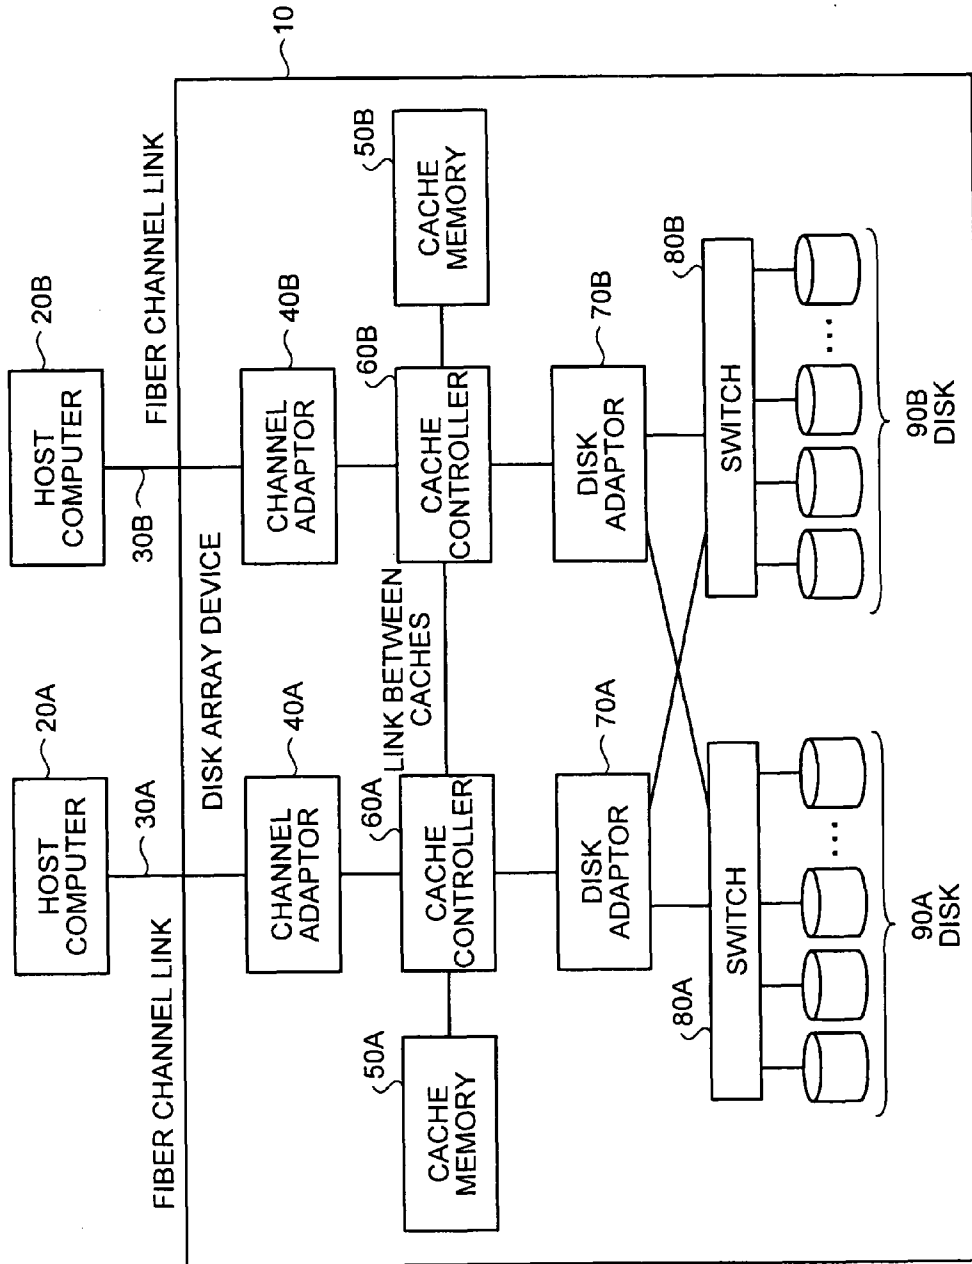 20A
HOST
COMPUTER
20B
HOST
COMPUTER
FIBER CHANNEL LINK
30A
30B
FIBER CHANNEL LINK
10
DISK ARRAY DEVICE
40A
CHANNEL
ADAPTOR
40B
CHANNEL
ADAPTOR
50A
CACHE
MEMORY
60A
CACHE
CONTROLLER
LINK BETWEEN
CACHES
60B
CACHE
CONTROLLER
50B
CACHE
MEMORY
70A
DISK
ADAPTOR
70B
DISK
ADAPTOR
80A
SWITCH
80B
SWITCH
...
...
90A
DISK
90B
DISK